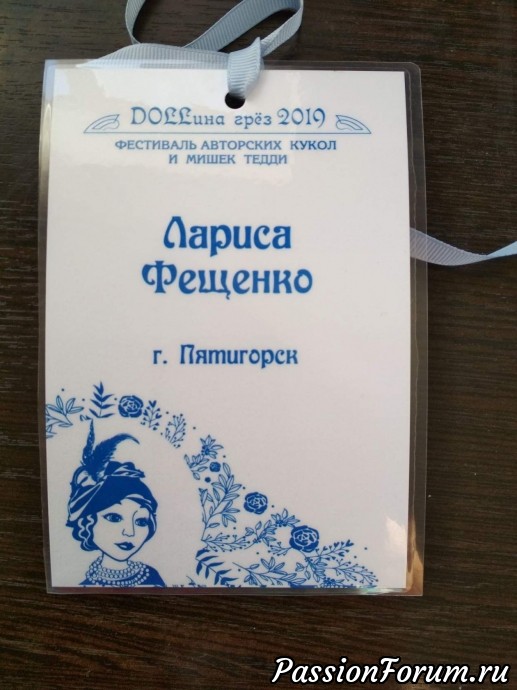 DOLLина грёз 2019
ФЕСТИВАЛЬ АВТОРСКИХ КУКОЛ
И МИШЕК ТЕДДИ
Лариса
Фещенко
г. Пятигорск
PassionForum.ru